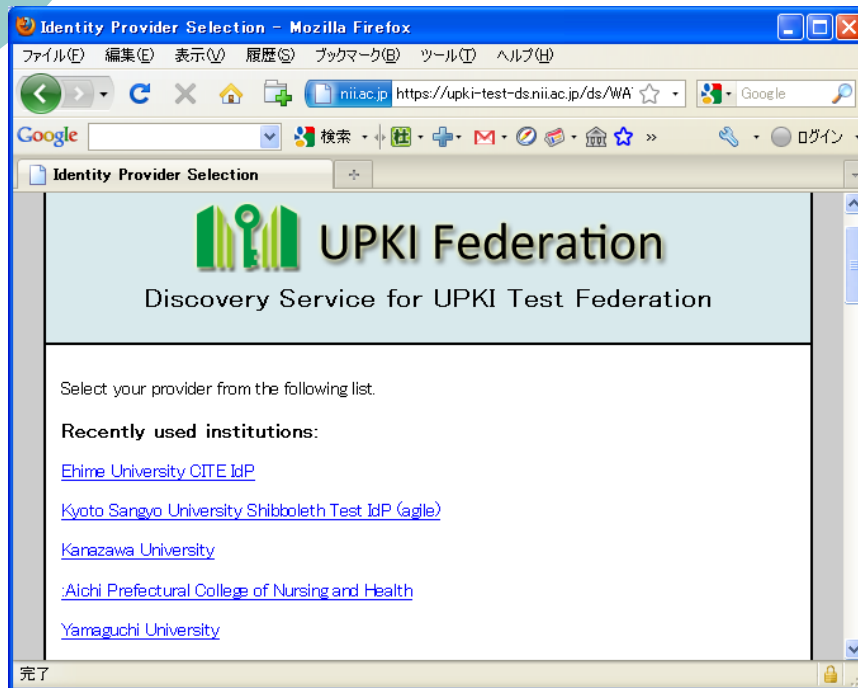 Identity Provider Selection - Mozilla Firefox
ファイル(F) 編集(E) 表示(V) 履歴(S) ブックマーク(B) ツール(T) ヘルプ(H)
nii.ac.jp https://upki-test-ds.nii.ac.jp/ds/WA Google
Google 検索 ログイン
Identity Provider Selection
UPKI Federation
Discovery Service for UPKI Test Federation
Select your provider from the following list.
Recently used institutions:
Ehime University CITE IdP
Kyoto Sangyo University Shibboleth Test IdP (agile)
Kanazawa University
:Aichi Prefectural College of Nursing and Health
Yamaguchi University
完了